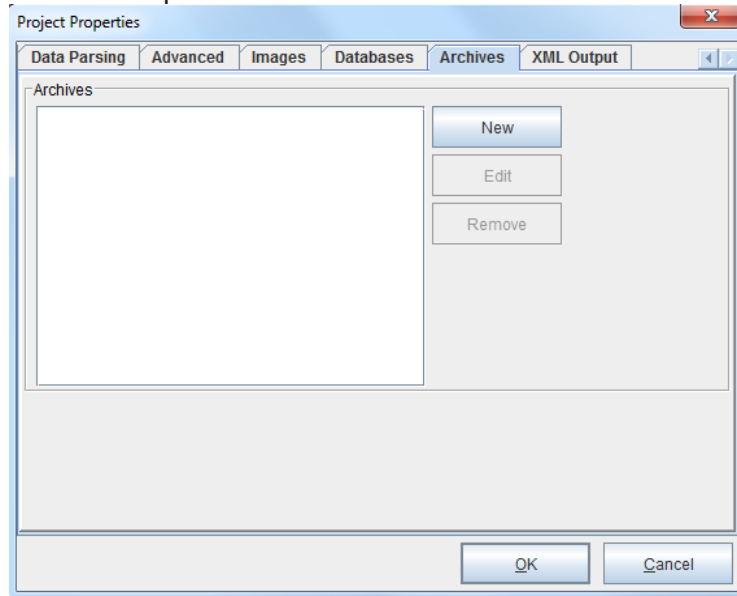 Project Properties
Data Parsing Advanced Images Databases Archives XML Output
Archives
New
Edit
Remove
OK Cancel